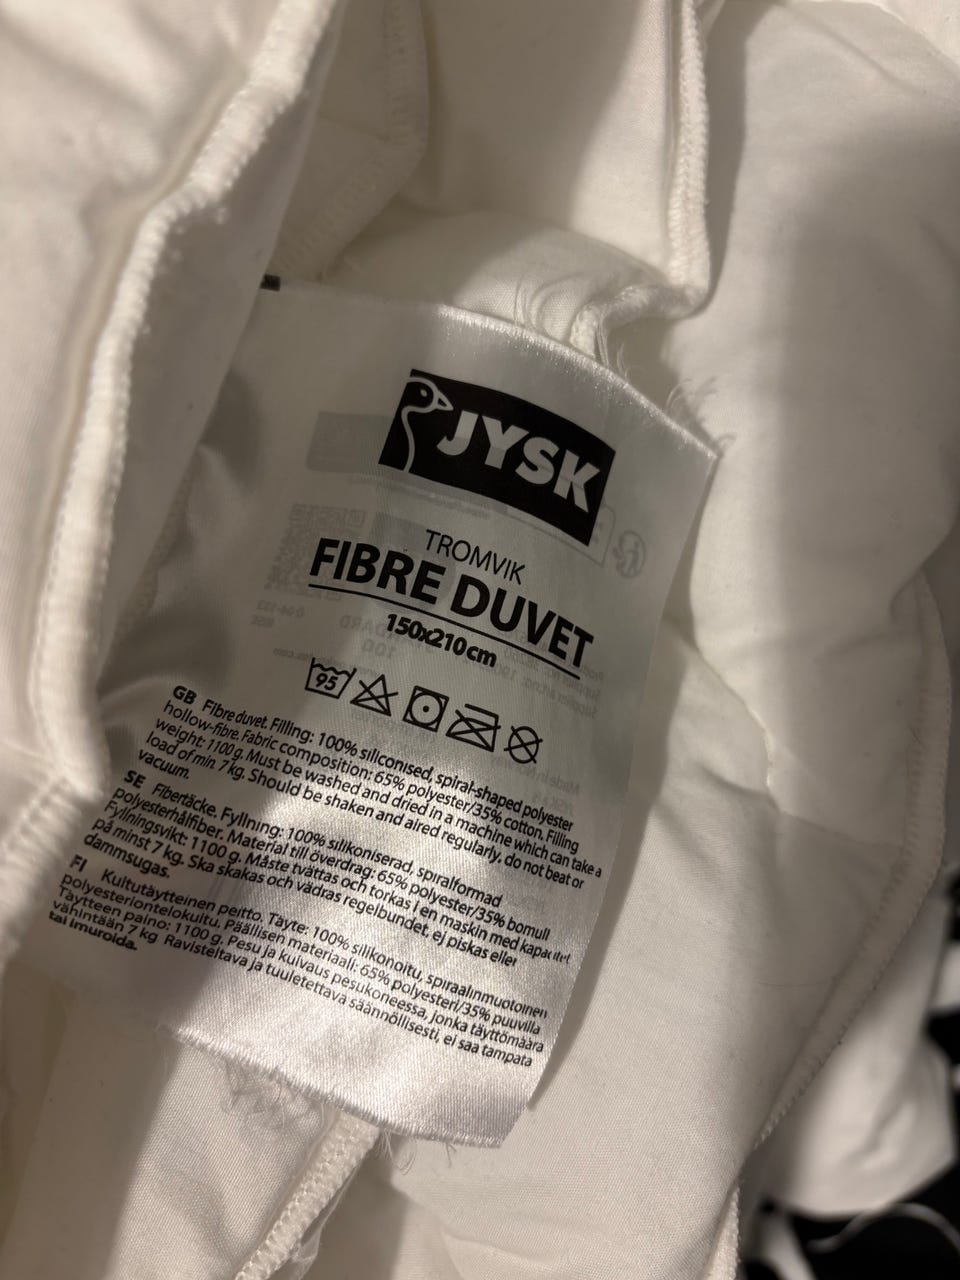 JYSK
TROMVIK
FIBRE DUVET
150x210 cm
95
GB Fibre duvet. Filling: 100% siliconised, spiral-shaped polyester
hollow-fibre. Fabric composition: 65% polyester/35% cotton. Filling
weight: 1100 g. Must be washed and dried in a machine which can take a
load of min. 7 kg. Should be shaken and aired regularly, do not beat or
vacuum.
SE Fibertäcke. Fyllning: 100% silikoniserad, spiralformad
polyesterhålfiber. Material till överdrag: 65% polyester/35% bomull
Fyllningsvikt: 1100 g. Måste tvättas och torkas i en maskin med kapacitet
på minst 7 kg. Ska skakas och vädras regelbundet, ej piskas eller
dammsugas.
FI Kuitutäytteinen peitto. Täyte: 100% silikonoitu, spiraalinmuotoinen
polyesteriontelokuitu. Päällisen materiaali: 65% polyesteri/35% puuvilla
Täytteen paino: 1100 g. Pesu ja kuivaus pesukoneessa, jonka täyttömäärä
vähintään 7 kg Ravisteltava ja tuuletettava säännöllisesti, ei saa tampata
tai imuroida.